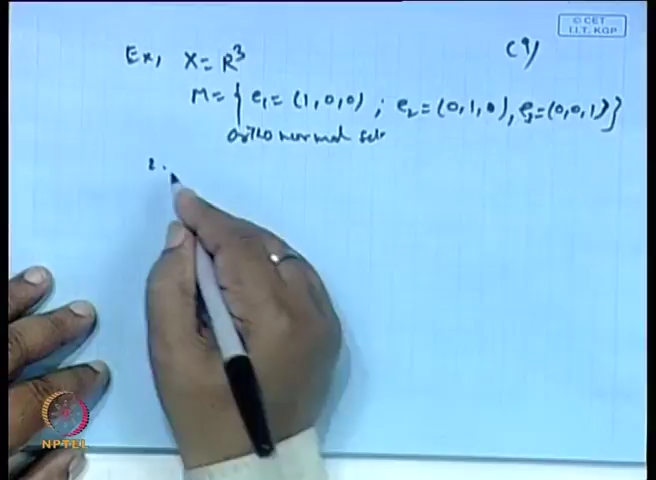 © CET
I.I.T. KGP
Ex, X = R³ (9)
M = { e₁ = (1,0,0) ; e₂ = (0,1,0), e₃ = (0,0,1) }
orthonormal set
2.
NPTEL